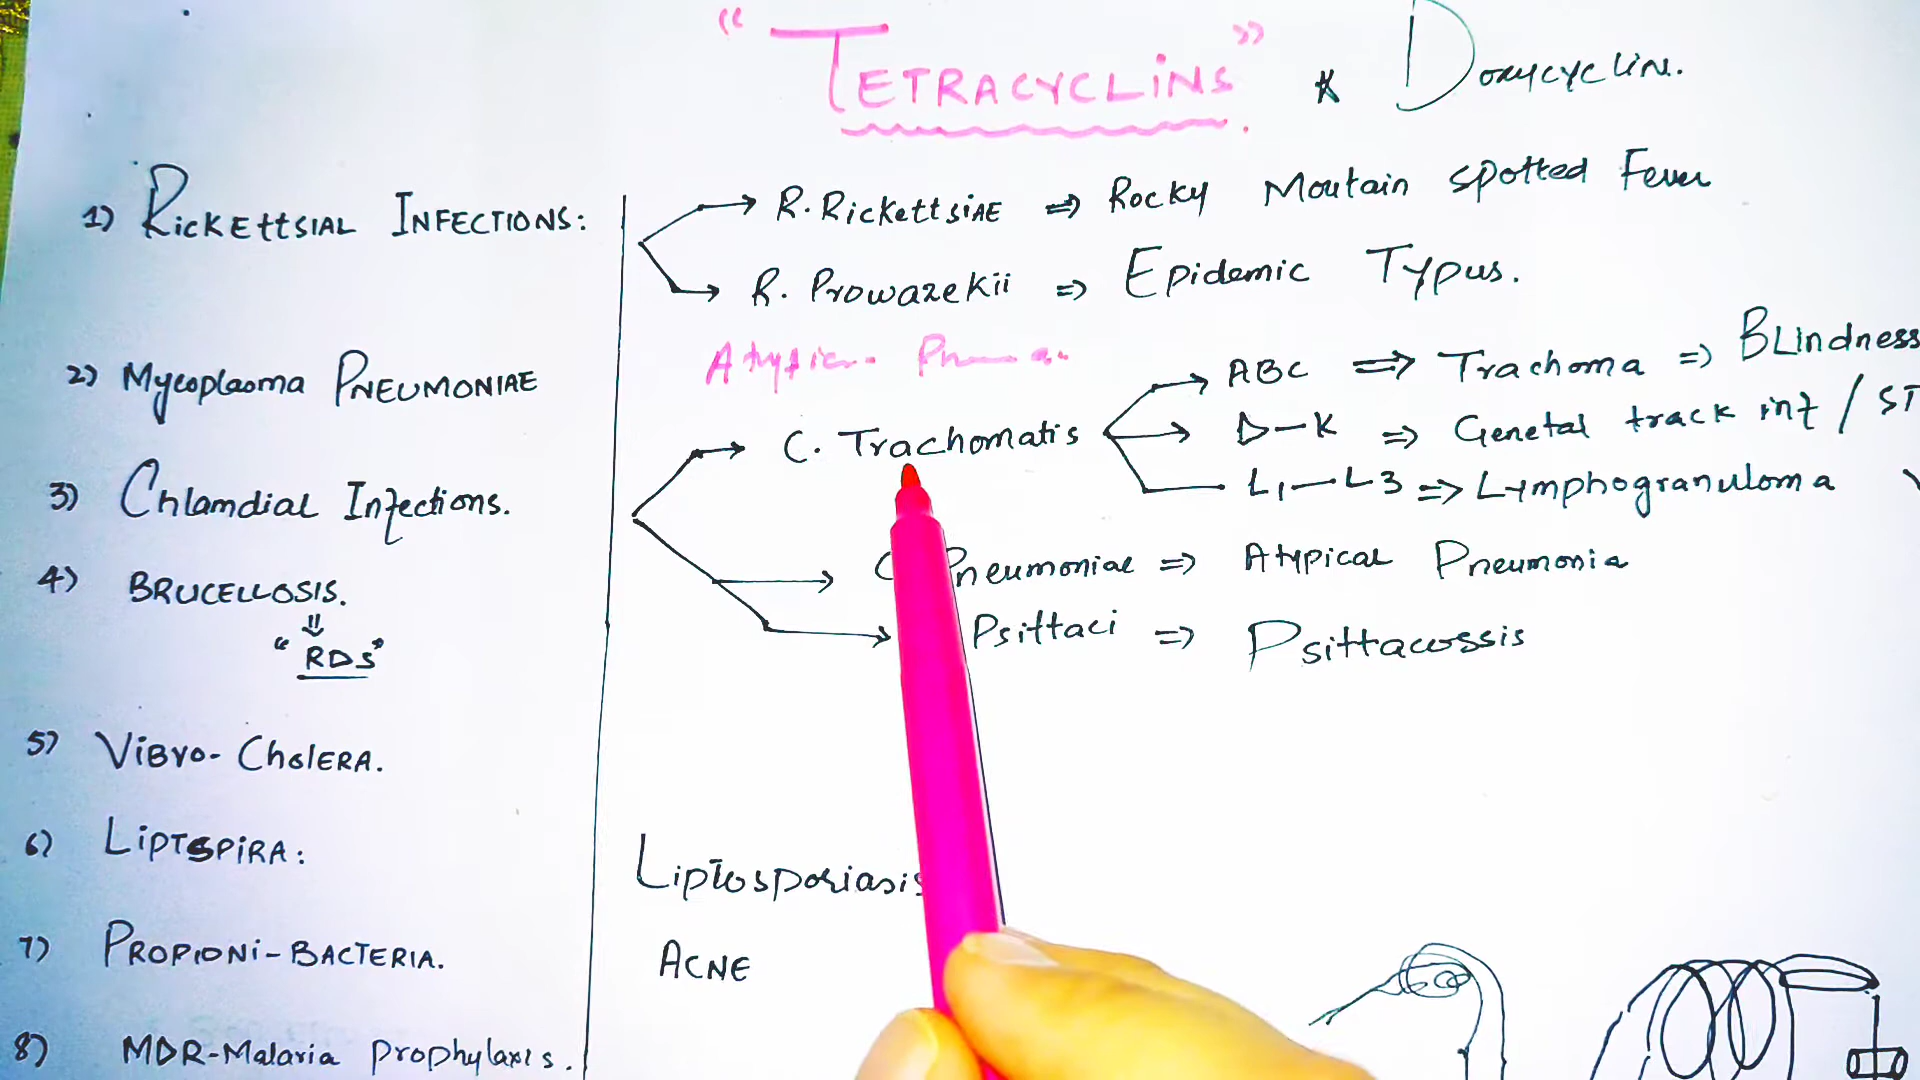 "TETRACYCLiNS" * Doxycyclin.
1) RicKEttSIAL INFECTIONS:
R. RicKettSiAE ⇒ Rocky Moutain spotted Fever
R. ProwazeKii ⇒ Epidemic Typus.
2) Mycoplasma PNEUMONIAE
ABC ⇒ Trachoma ⇒ BLindness
C. Trachomatis
D-K ⇒ Genetal track inf / ST
L1-L3 ⇒ Lymphogranuloma
3) Chlamdial Infections.
Pneumoniae ⇒ Atypical Pneumonia
Psittaci ⇒ Psittacossis
4) BRUCELLOSIS.
⇓
"RDS"
5) ViBro-CholERA.
6) LiPTSPiRA:
Liptosporiasis
7) PROPIONi-BACTERIA.
ACNE
8) MDR-Malaria prophylaxis.